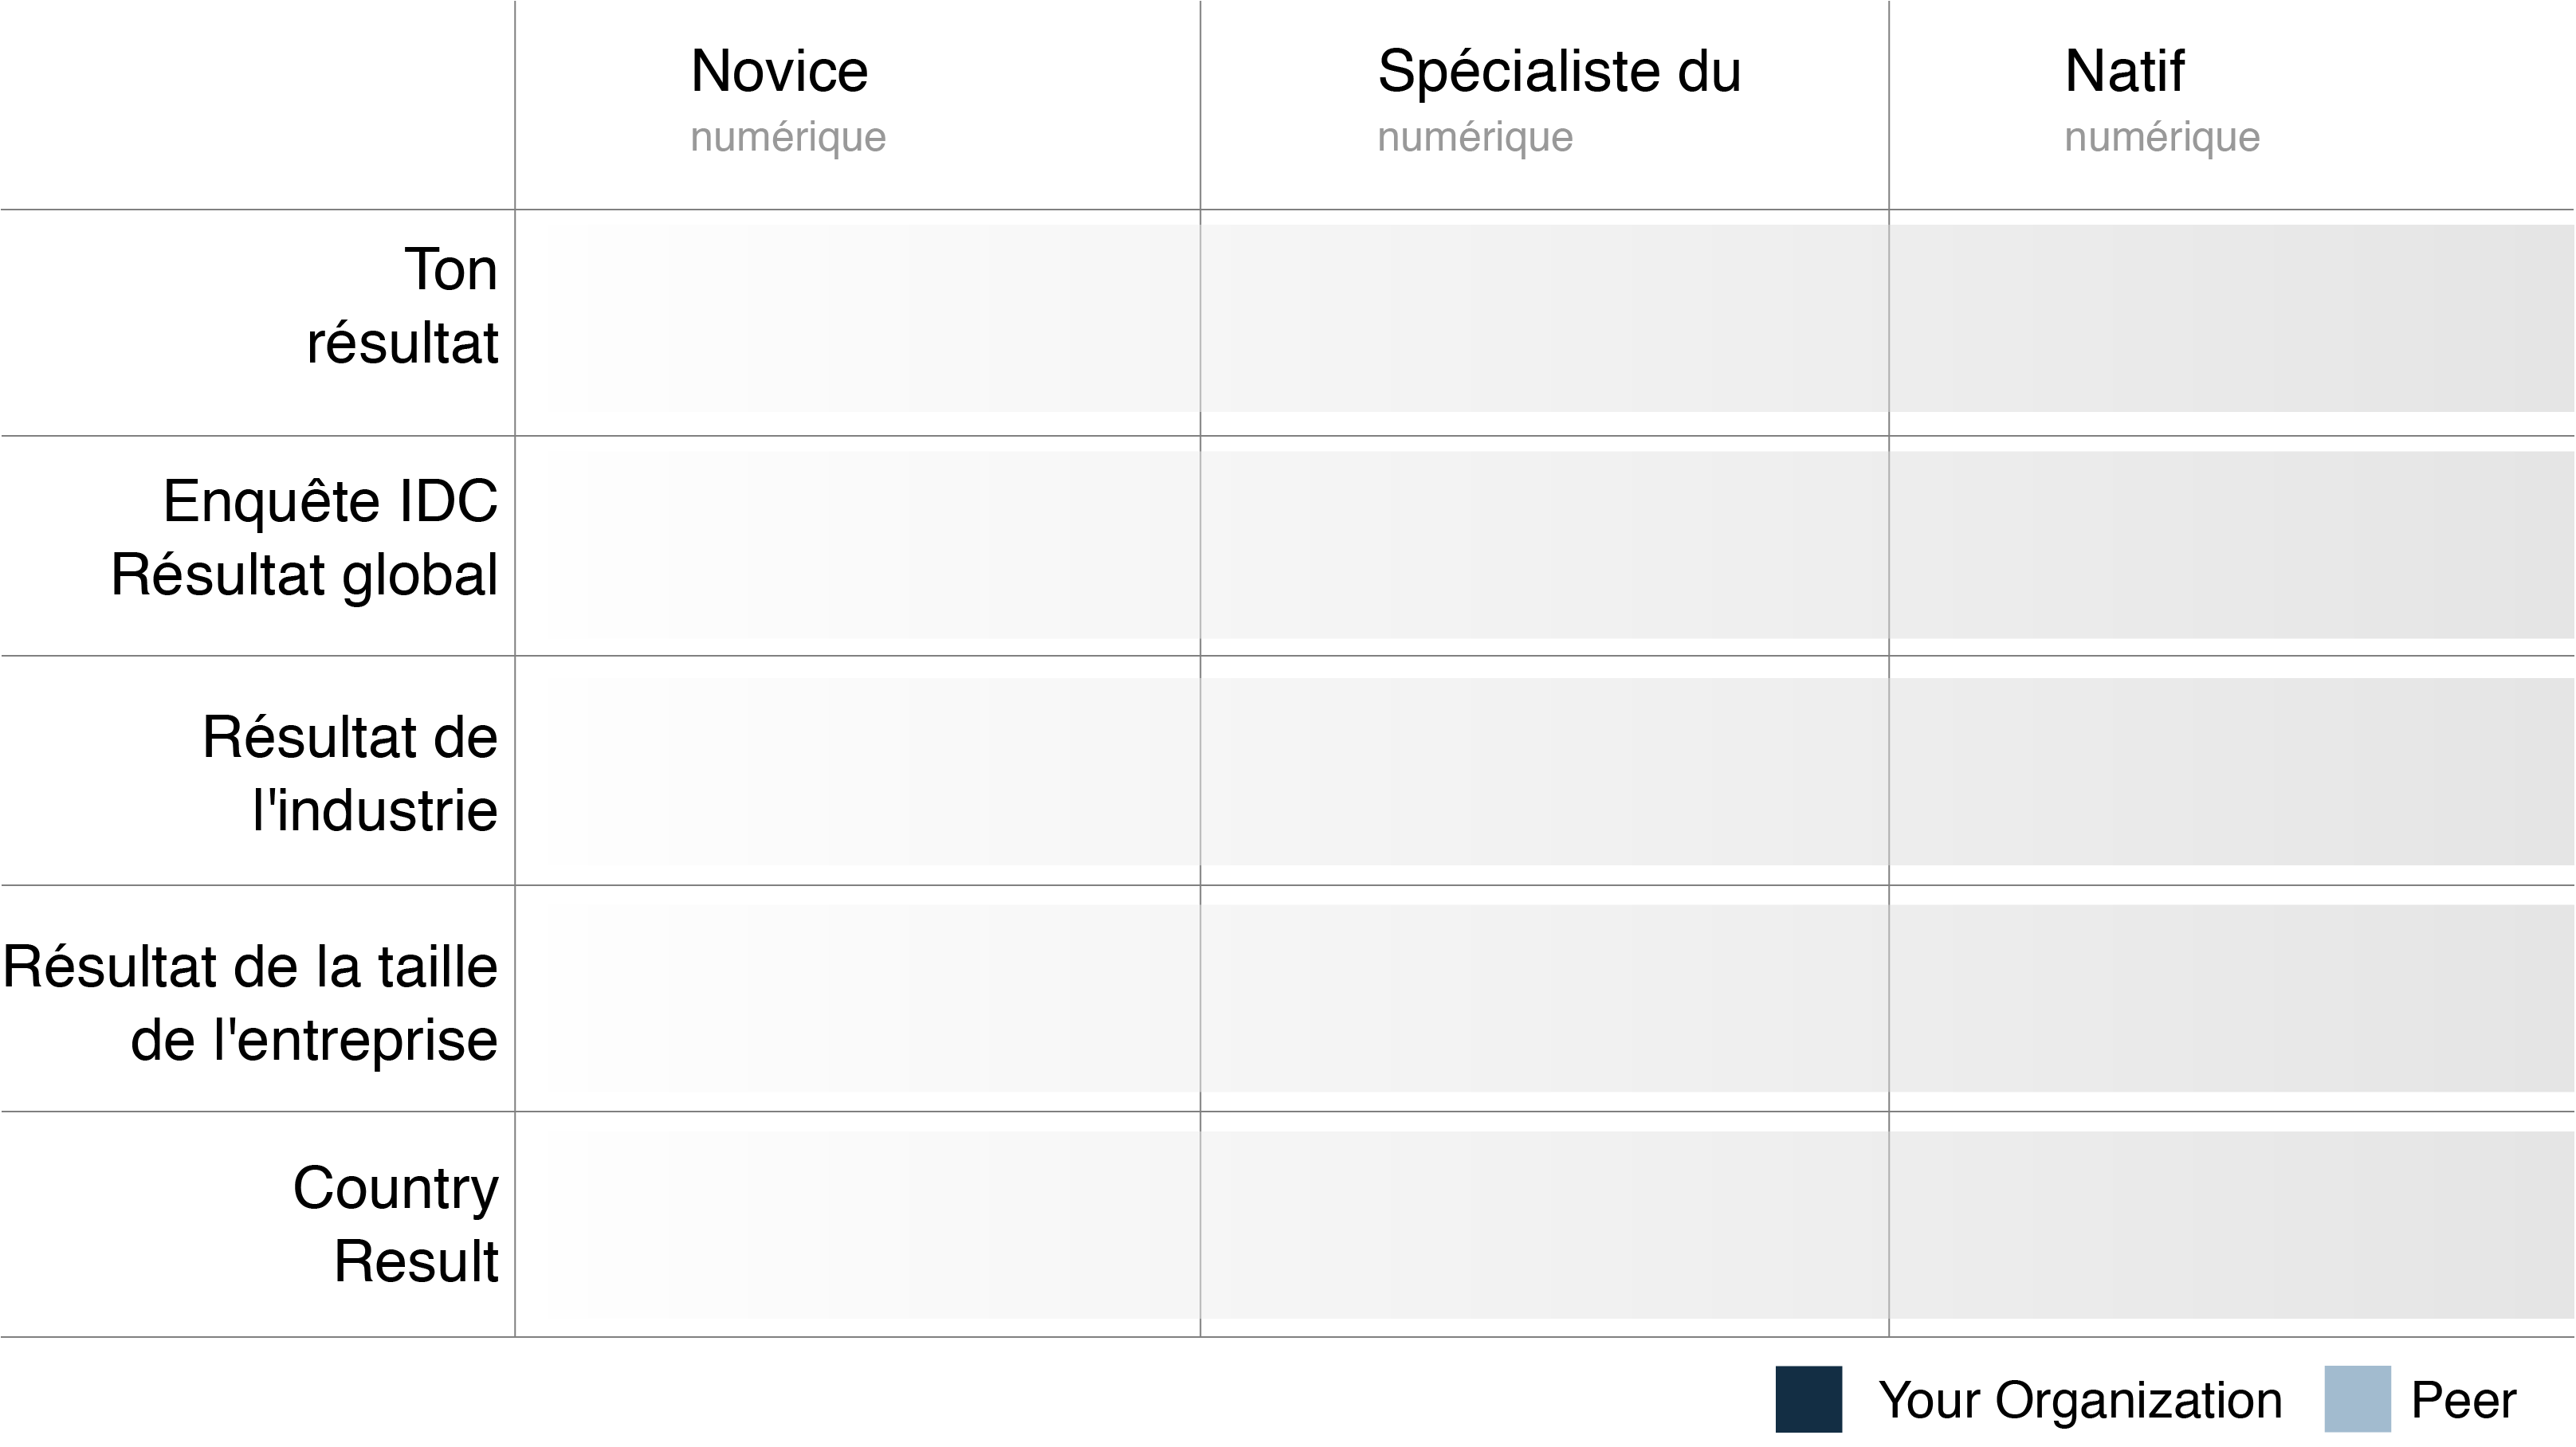 Novice
numérique
Spécialiste du
numérique
Natif
numérique
Ton
résultat
Enquête IDC
Résultat global
Résultat de
l'industrie
Résultat de la taille
de l'entreprise
Country
Result
Your Organization
Peer